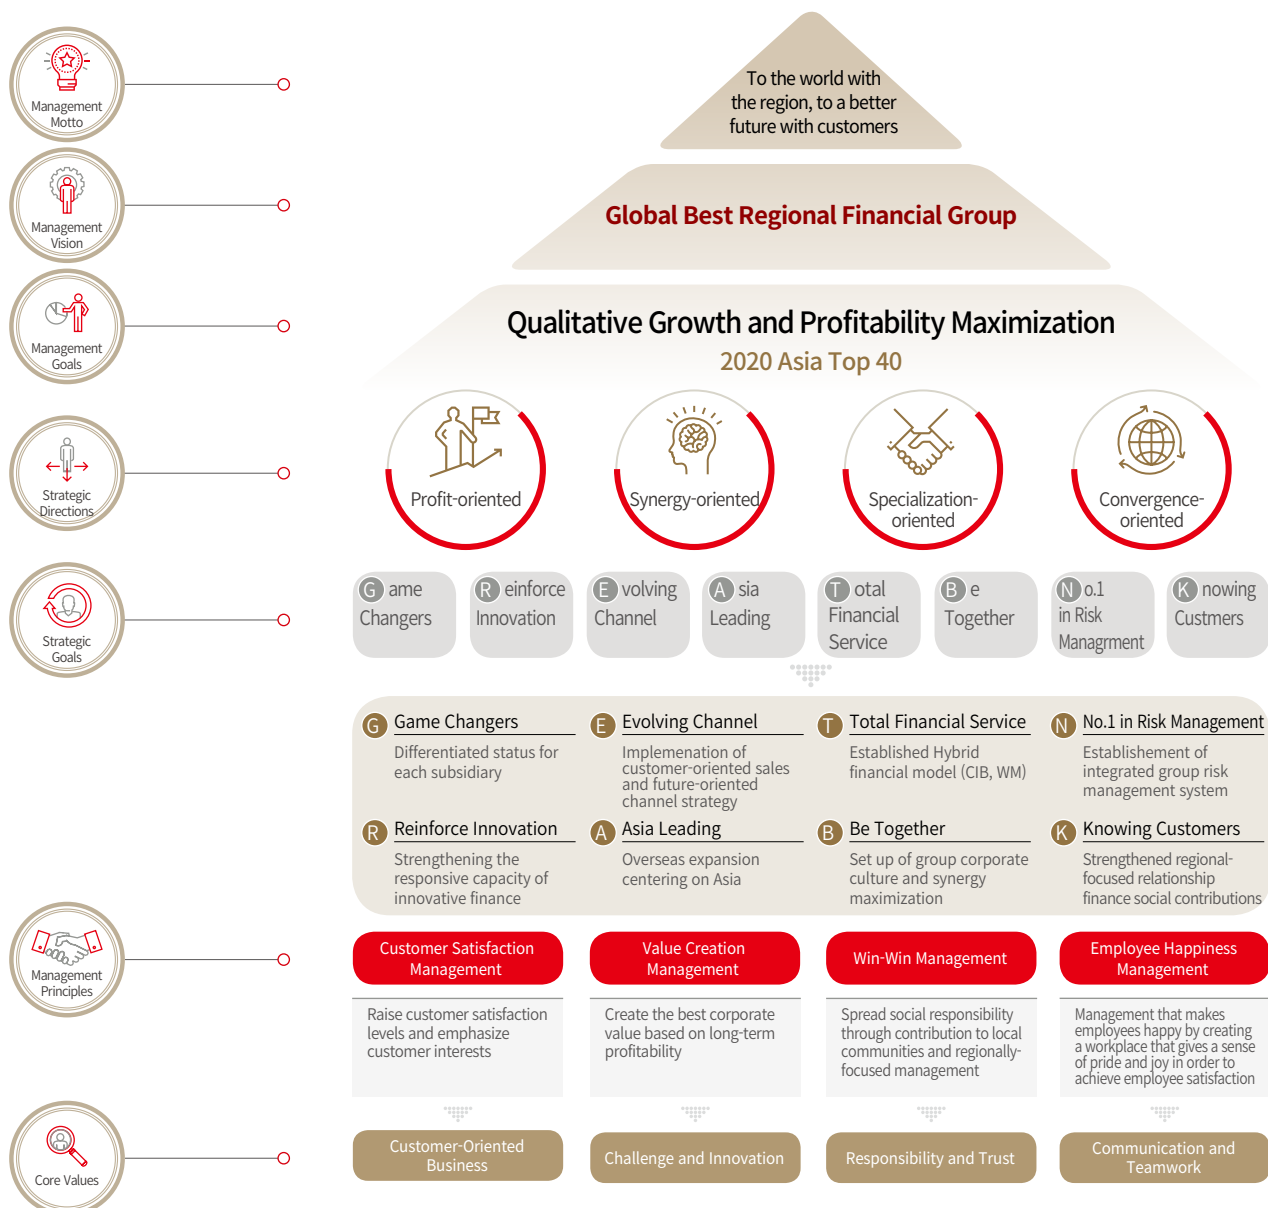 Management
Motto
To the world with
the region, to a better
future with customers
Management
Vision
Global Best Regional Financial Group
Management
Goals
Qualitative Growth and Profitability Maximization
2020 Asia Top 40
Strategic
Directions
Profit-oriented
Synergy-oriented
Specialization-
oriented
Convergence-
oriented
Strategic
Goals
G ame
Changers
R einforce
Innovation
E volving
Channel
A sia
Leading
T otal
Financial
Service
B e
Together
N o.1
in Risk
Managrment
K nowing
Custmers
G Game Changers
Differentiated status for
each subsidiary
E Evolving Channel
Implemenation of
customer-oriented sales
and future-oriented
channel strategy
T Total Financial Service
Established Hybrid
financial model (CIB, WM)
N No.1 in Risk Management
Establishement of
integrated group risk
management system
R Reinforce Innovation
Strengthening the
responsive capacity of
innovative finance
A Asia Leading
Overseas expansion
centering on Asia
B Be Together
Set up of group corporate
culture and synergy
maximization
K Knowing Customers
Strengthened regional-
focused relationship
finance social contributions
Management
Principles
Customer Satisfaction
Management
Raise customer satisfaction
levels and emphasize
customer interests
Value Creation
Management
Create the best corporate
value based on long-term
profitability
Win-Win Management
Spread social responsibility
through contribution to local
communities and regionally-
focused management
Employee Happiness
Management
Management that makes
employees happy by creating
a workplace that gives a sense
of pride and joy in order to
achieve employee satisfaction
Core Values
Customer-Oriented
Business
Challenge and Innovation
Responsibility and Trust
Communication and
Teamwork